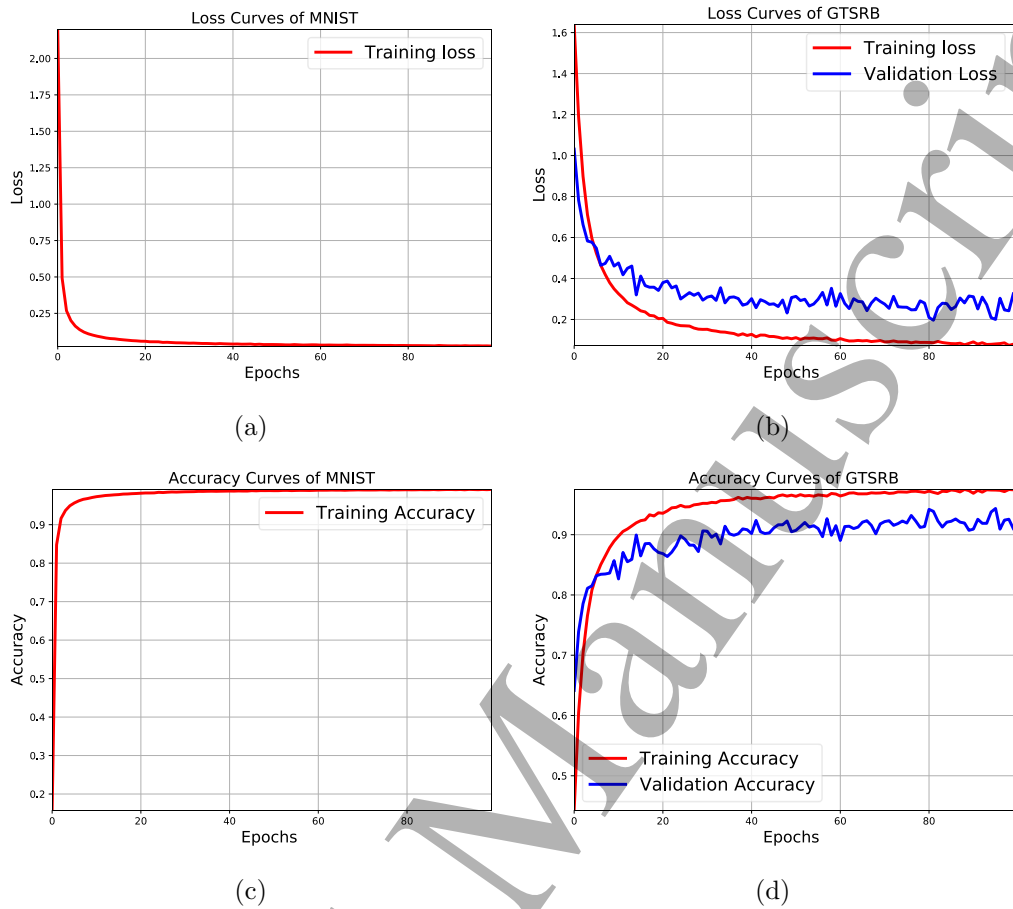 Loss Curves of MNIST
Training loss
2,00
1.75
1.50
1.25
1.00
0.75
0.50
0.25
0 20 40 60 80
Loss
Epochs
(a)
Loss Curves of GTSRB
Training loss
Validation Loss
1.6
1.4
1.2
1.0
0.8
0.6
0.4
0.2
0 20 40 60 80
Loss
Epochs
(b)
Accuracy Curves of MNIST
Training Accuracy
0.9
0.8
0.7
0.6
0.5
0.4
0.3
0.2
0 20 40 60 80
Accuracy
Epochs
(c)
Accuracy Curves of GTSRB
0.9
0.8
0.7
0.6
0.5
Training Accuracy
Validation Accuracy
0 20 40 60 80
Accuracy
Epochs
(d)
Manuscri